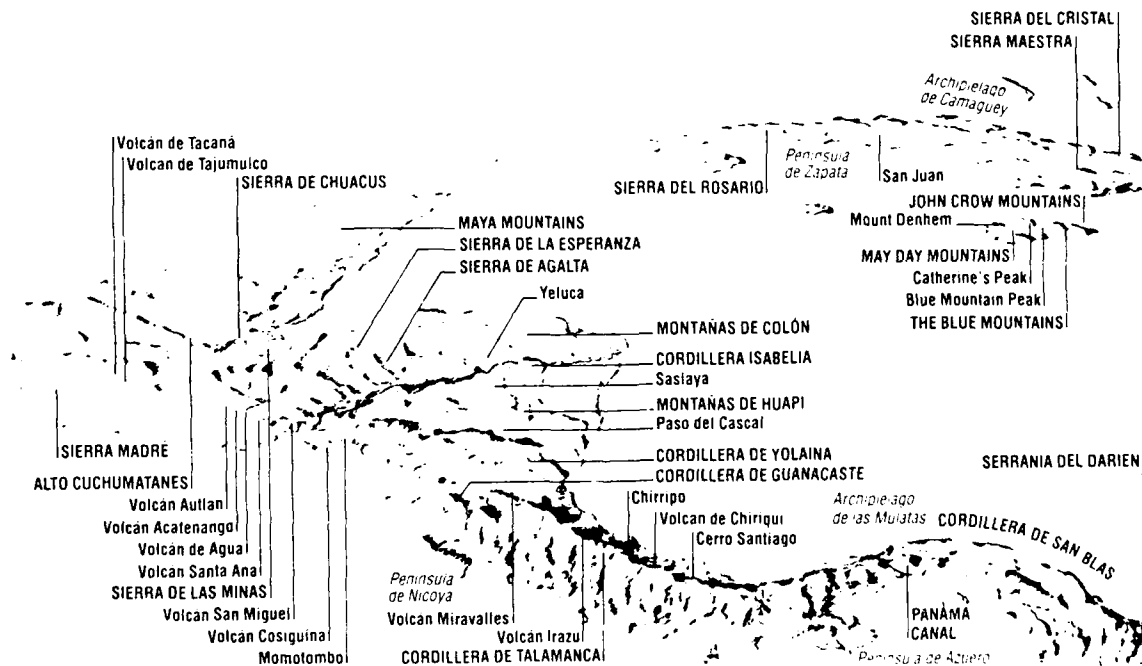 SIERRA DEL CRISTAL
SIERRA MAESTRA
Archipielago
de Camaguey
Volcán de Tacaná
Volcan de Tajumulco
SIERRA DE CHUACUS
Peninsula
de Zapata
SIERRA DEL ROSARIO
San Juan
JOHN CROW MOUNTAINS
Mount Denhem
MAY DAY MOUNTAINS
Catherine's Peak
Blue Mountain Peak
THE BLUE MOUNTAINS
MAYA MOUNTAINS
SIERRA DE LA ESPERANZA
SIERRA DE AGALTA
Yeluca
MONTAÑAS DE COLÓN
CORDILLERA ISABELIA
Saslaya
MONTAÑAS DE HUAPI
Paso del Cascal
CORDILLERA DE YOLAINA
CORDILLERA DE GUANACASTE
SIERRA MADRE
ALTO CUCHUMATANES
Volcán Autlan
Volcán Acatenango
Volcán de Agua
Volcán Santa Ana
SIERRA DE LAS MINAS
Volcán San Miguel
Volcán Cosiguina
Momotombo
SERRANIA DEL DARIEN
Chirripo
Volcan de Chiriqui
Cerro Santiago
Archipielago
de las Mulatas
CORDILLERA DE SAN BLAS
Peninsula
de Nicoya
Volcán Miravalles
Volcán Irazu
CORDILLERA DE TALAMANCA
PANAMA
CANAL
Peninsula de Azuero